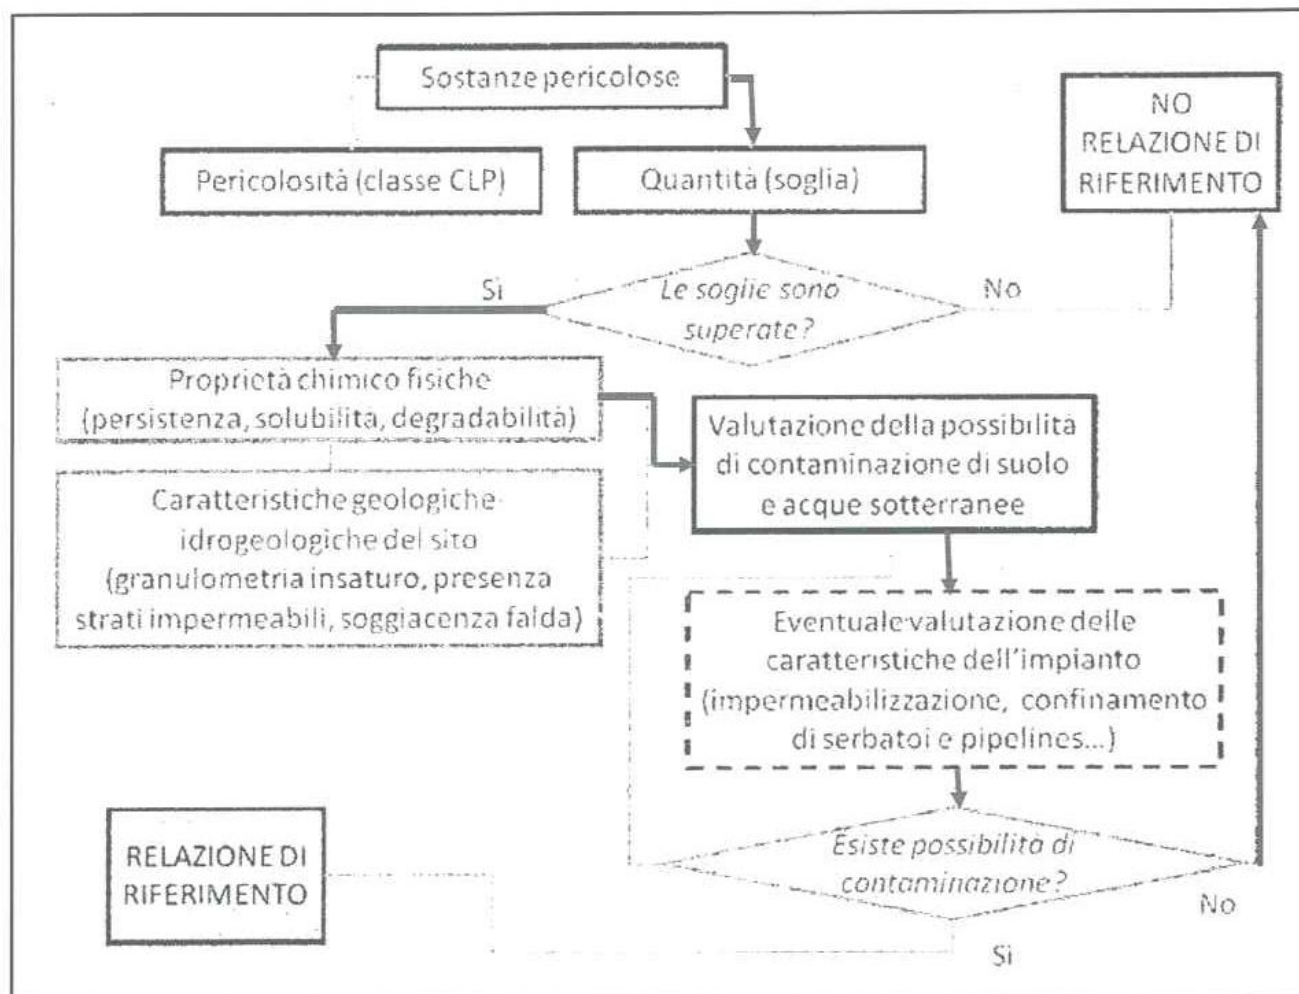 Sostanze pericolose
NO
RELAZIONE DI
RIFERIMENTO
Pericolosità (classe CLP)
Quantità (soglia)
Sì
Le soglie sono
superate?
No
Proprietà chimico fisiche
(persistenza, solubilità, degradabilità)
Valutazione della possibilità
di contaminazione di suolo
e acque sotterranee
Caratteristiche geologiche
idrogeologiche del sito
(granulometria insaturo, presenza
strati impermeabili, soggiacenza falda)
Eventuale valutazione delle
caratteristiche dell'impianto
(impermeabilizzazione, confinamento
di serbatoi e pipelines...)
RELAZIONE DI
RIFERIMENTO
Esiste possibilità di
contaminazione?
No
Sì